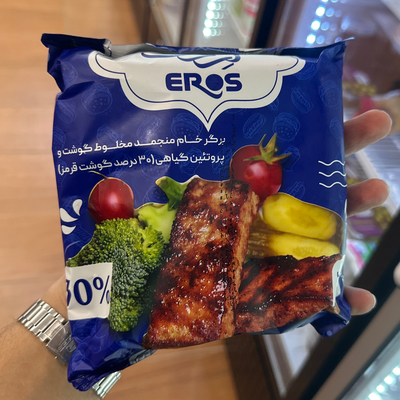 EROS
برگر خام منجمد مخلوط گوشت و
پروتئین گیاهی (۳۰ درصد گوشت قرمز)
30%